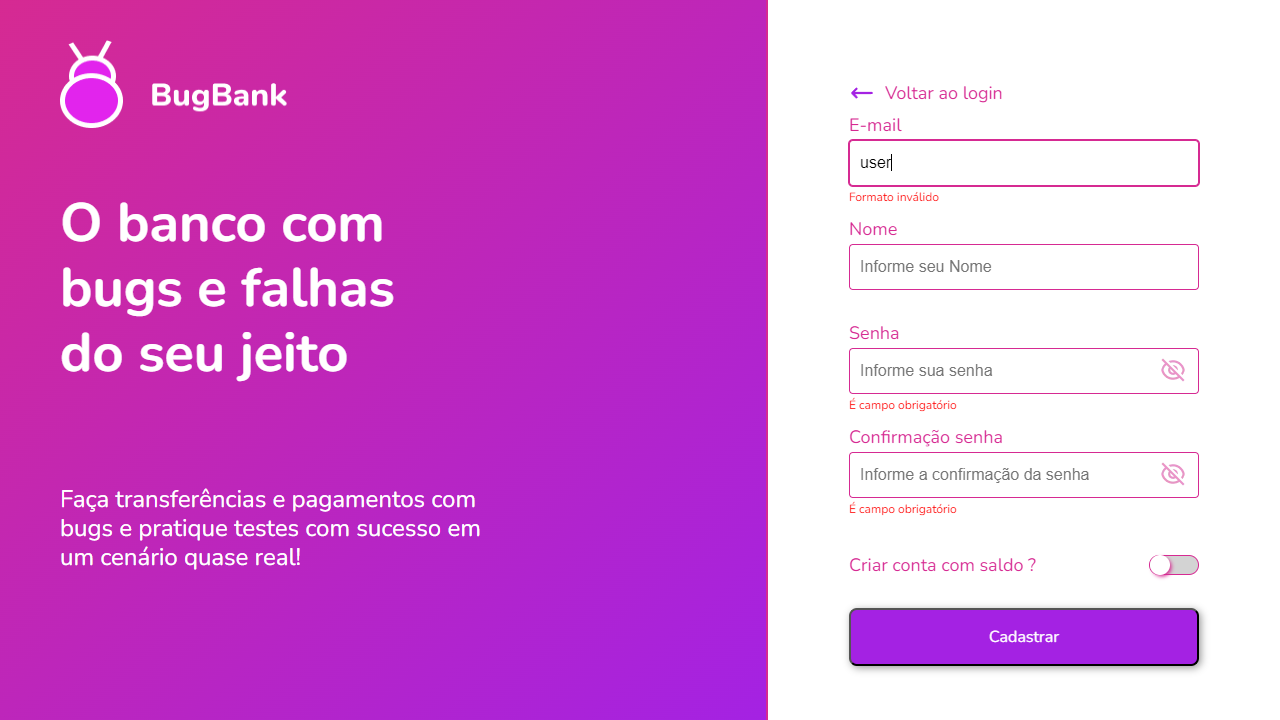 BugBank
O banco com
bugs e falhas
do seu jeito
Faça transferências e pagamentos com
bugs e pratique testes com sucesso em
um cenário quase real!
Voltar ao login
E-mail
user
Formato inválido
Nome
Informe seu Nome
Senha
Informe sua senha
É campo obrigatório
Confirmação senha
Informe a confirmação da senha
É campo obrigatório
Criar conta com saldo ?
Cadastrar